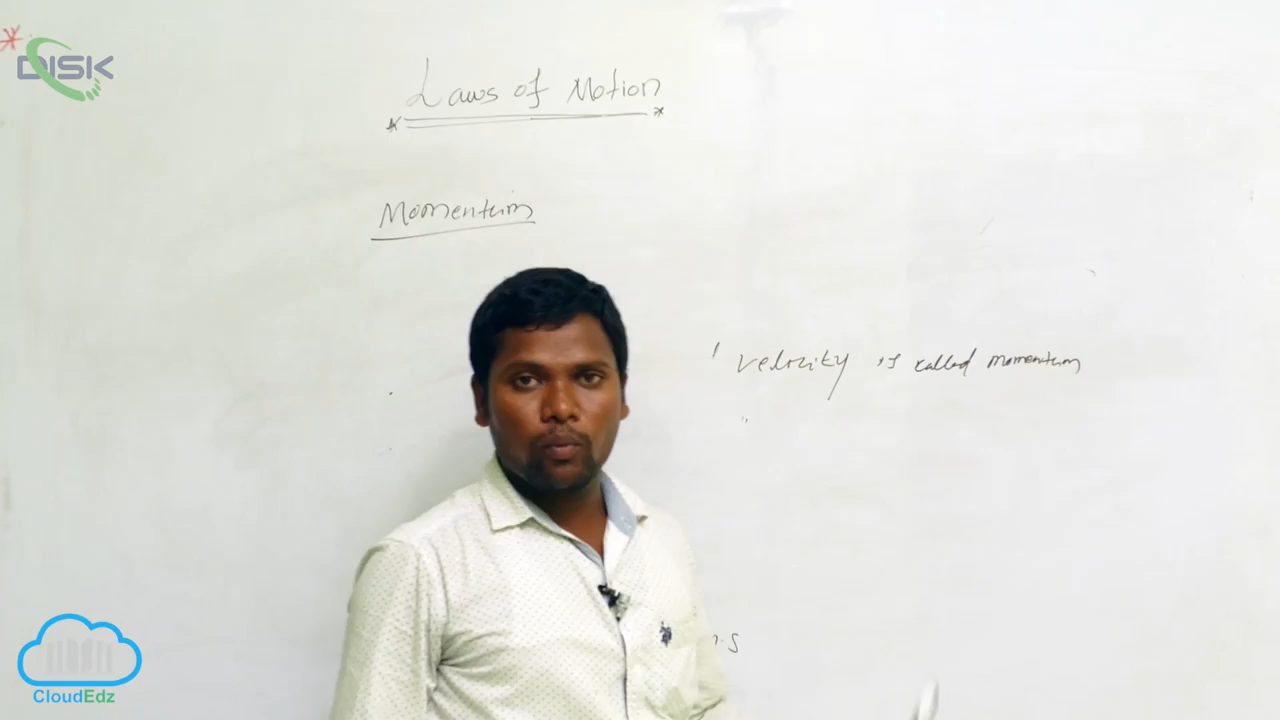 DISK
Laws of Motion
Momentum
velocity is called momentum
CloudEdz